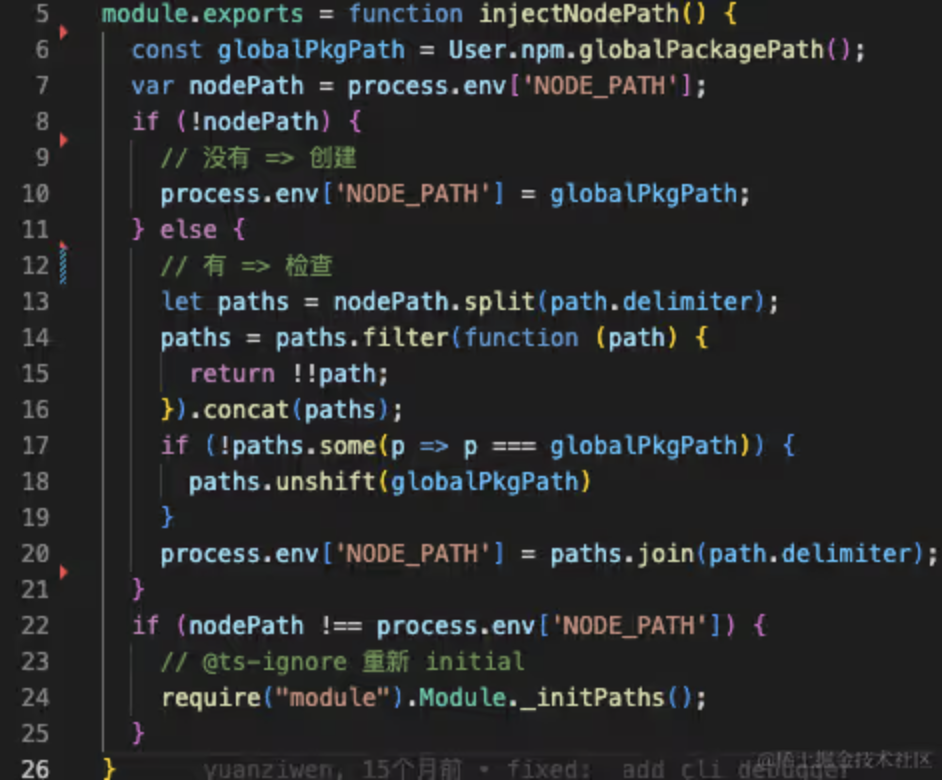 5 module.exports = function injectNodePath() {
6 const globalPkgPath = User.npm.globalPackagePath();
7 var nodePath = process.env['NODE_PATH'];
8 if (!nodePath) {
9 // 没有 => 创建
10 process.env['NODE_PATH'] = globalPkgPath;
11 } else {
12 // 有 => 检查
13 let paths = nodePath.split(path.delimiter);
14 paths = paths.filter(function (path) {
15 return !!path;
16 }).concat(paths);
17 if (!paths.some(p => p === globalPkgPath)) {
18 paths.unshift(globalPkgPath)
19 }
20 process.env['NODE_PATH'] = paths.join(path.delimiter);
21 }
22 if (nodePath !== process.env['NODE_PATH']) {
23 // @ts-ignore 重新 initial
24 require("module").Module._initPaths();
25 }
26 } yuanziwen, 15个月前 • fixed: add cli debugger
@稀土掘金技术社区